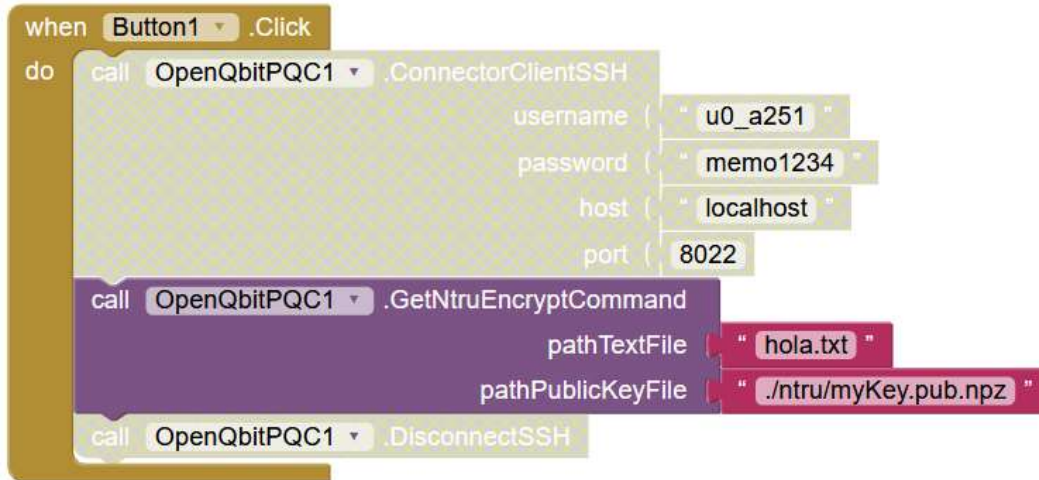 when Button1 .Click
do call OpenQbitPQC1 .ConnectorClientSSH
username " u0_a251 "
password " memo1234 "
host " localhost "
port 8022
call OpenQbitPQC1 .GetNtruEncryptCommand
pathTextFile " hola.txt "
pathPublicKeyFile " ./ntru/myKey.pub.npz "
call OpenQbitPQC1 .DisconnectSSH